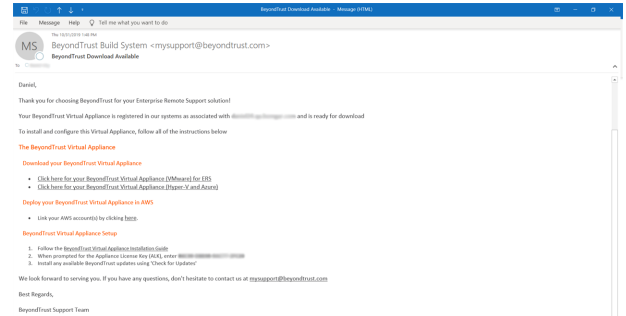 BeyondTrust Download Available - Message (HTML)
File Message Help Tell me what you want to do
Thu 10/31/2019 1:48 PM
MS
BeyondTrust Build System <mysupport@beyondtrust.com>
BeyondTrust Download Available
To
Daniel,
Thank you for choosing BeyondTrust for your Enterprise Remote Support solution!
Your BeyondTrust Virtual Appliance is registered in our systems as associated with and is ready for download
To install and configure this Virtual Appliance, follow all of the instructions below
The BeyondTrust Virtual Appliance
Download your BeyondTrust Virtual Appliance
• Click here for your BeyondTrust Virtual Appliance (VMware) for ERS
• Click here for your BeyondTrust Virtual Appliance (Hyper-V and Azure)
Deploy your BeyondTrust Virtual Appliance in AWS
• Link your AWS account(s) by clicking here.
BeyondTrust Virtual Appliance Setup
1. Follow the BeyondTrust Virtual Appliance Installation Guide
2. When prompted for the Appliance License Key (ALK), enter
3. Install any available BeyondTrust updates using 'Check for Updates'
We look forward to serving you. If you have any questions, don't hesitate to contact us at mysupport@beyondtrust.com
Best Regards,
BeyondTrust Support Team